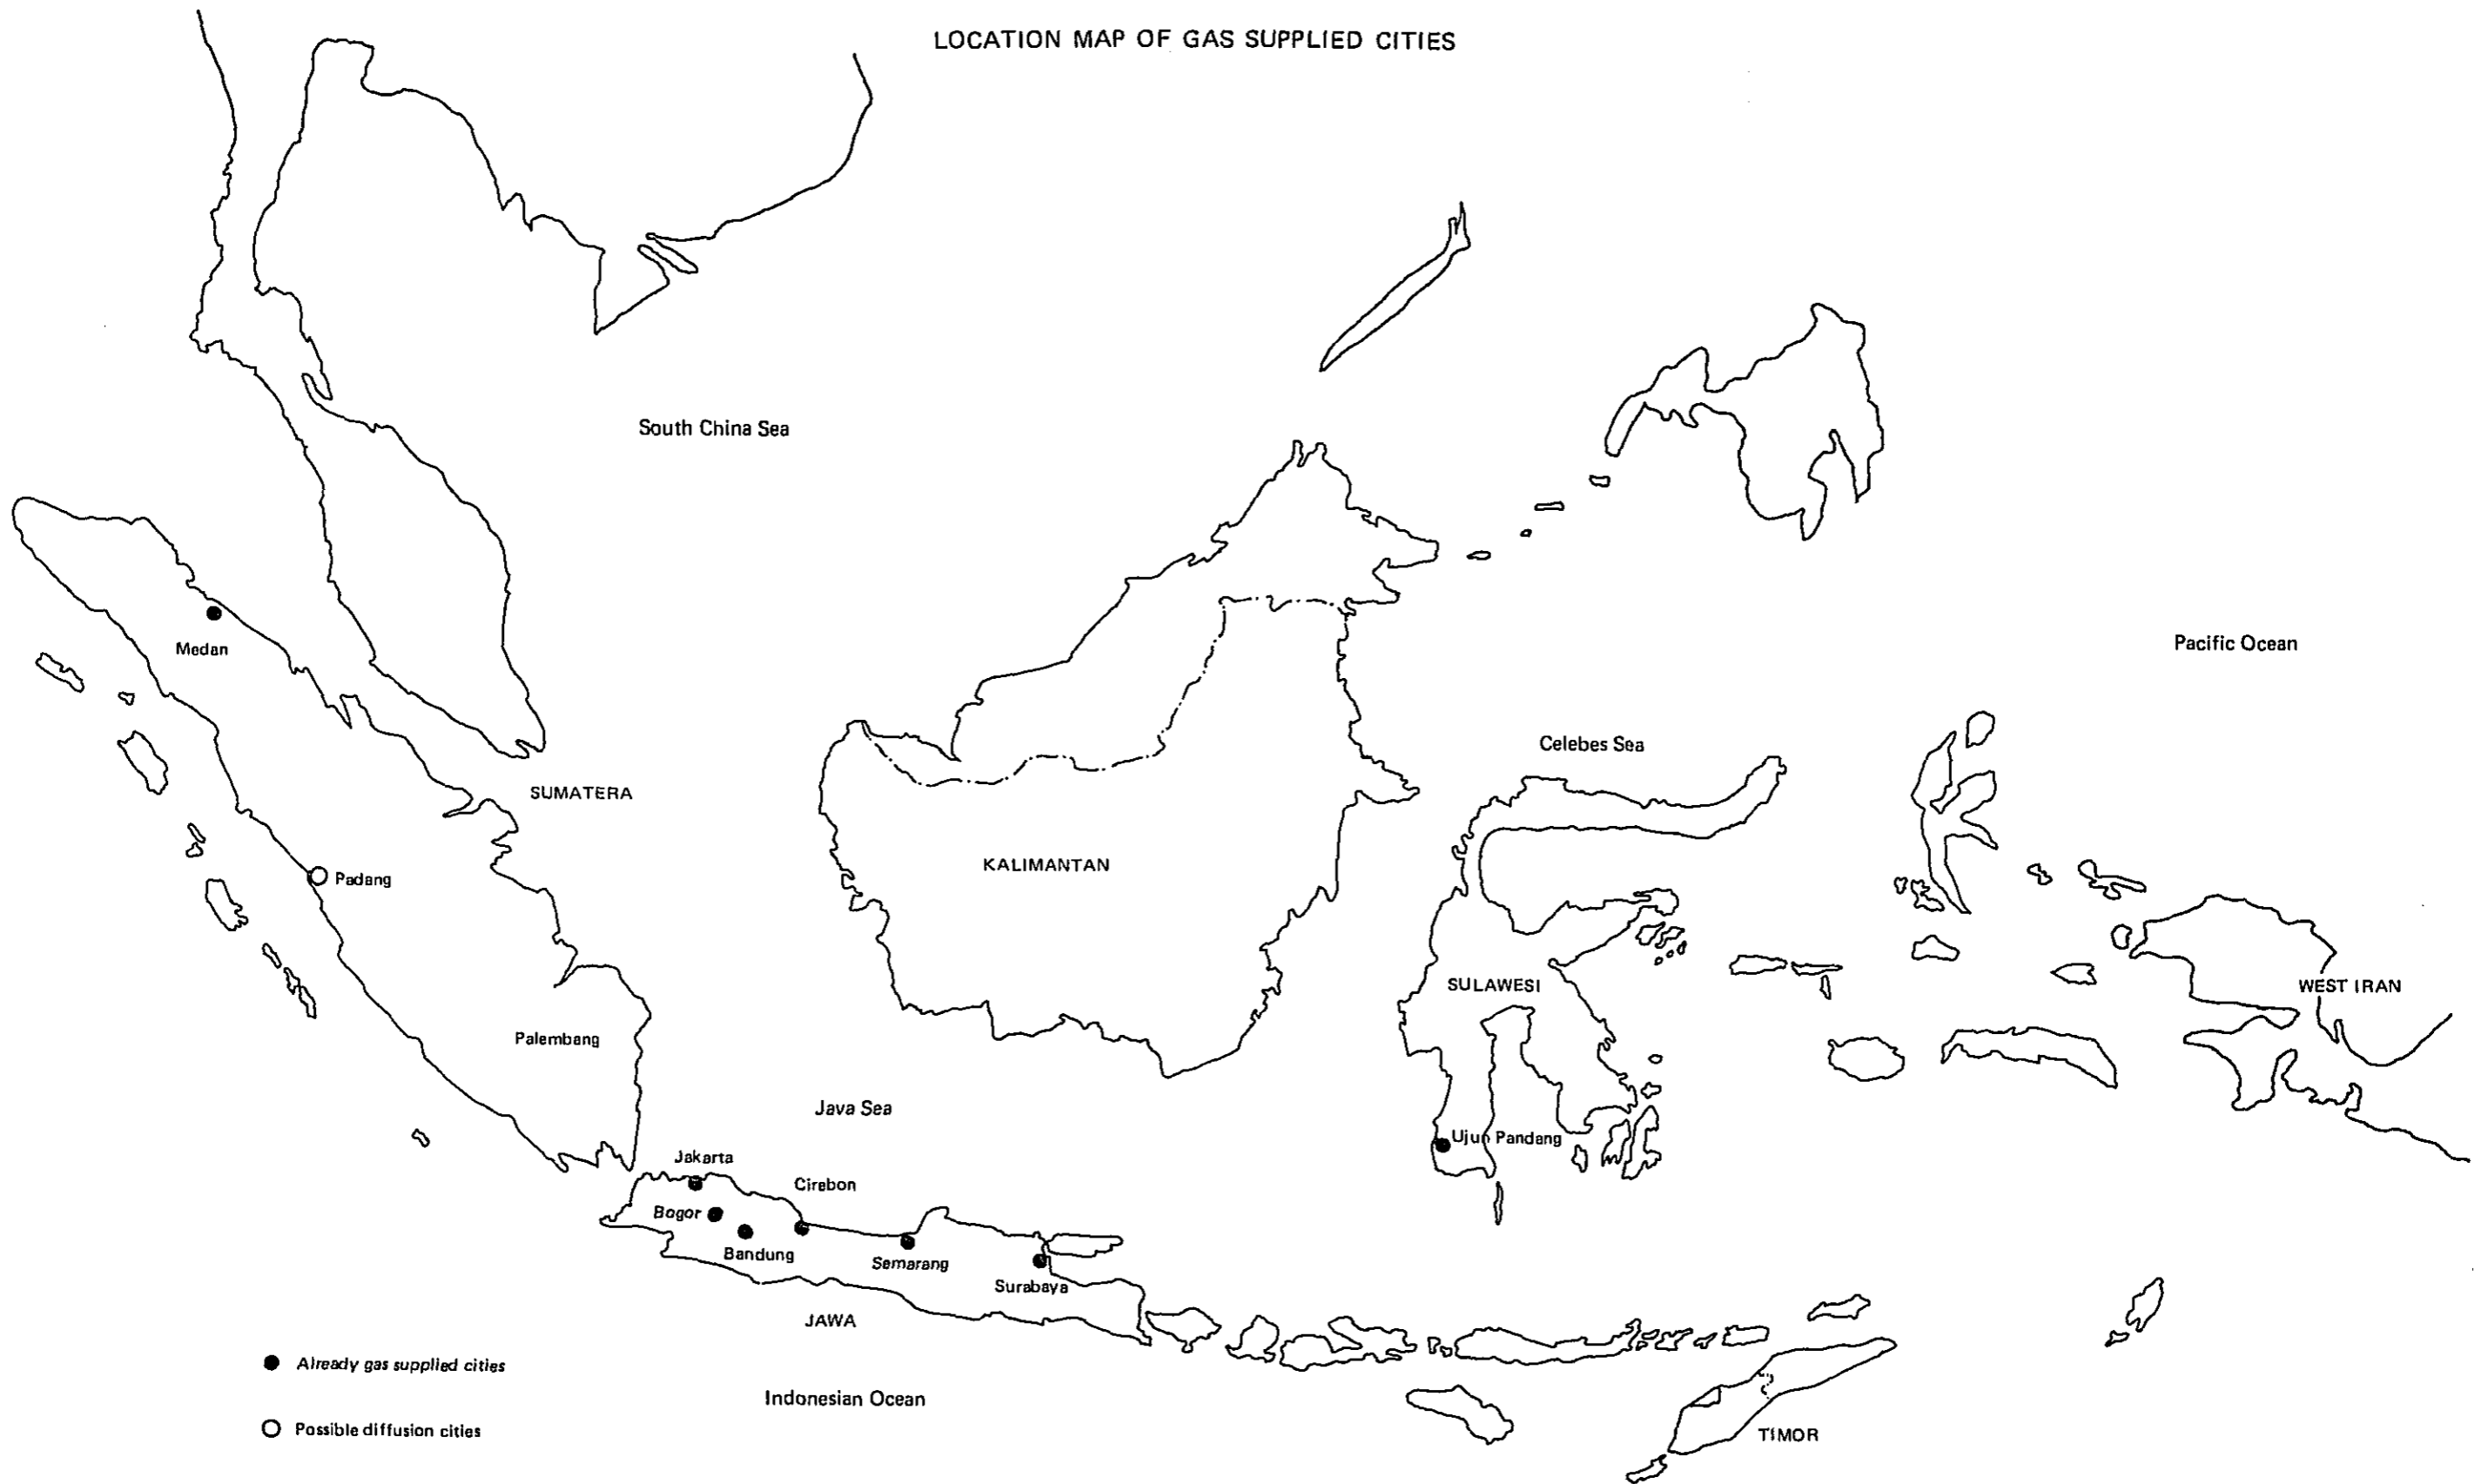 LOCATION MAP OF GAS SUPPLIED CITIES
South China Sea
Medan
Pacific Ocean
Celebes Sea
SUMATERA
KALIMANTAN
Padang
SULAWESI
WEST IRAN
Palembang
Java Sea
Ujun Pandang
Jakarta
Cirebon
Bogor
Bandung
Semarang
Surabaya
JAWA
Already gas supplied cities
Indonesian Ocean
Possible diffusion cities
TIMOR